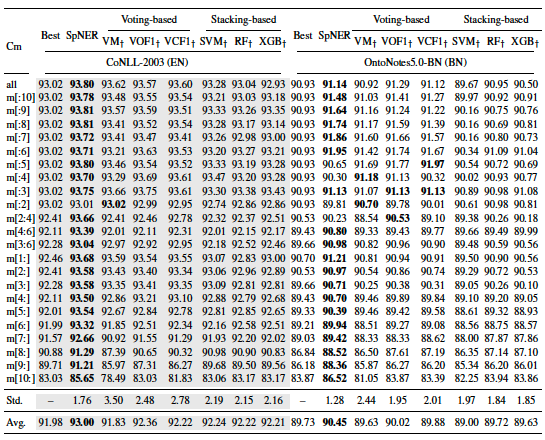 Voting-based Stacking-based Voting-based Stacking-based
Cm Best SpNER VM† VOF1† VCF1† SVM† RF† XGB† Best SpNER VM† VOF1† VCF1† SVM† RF† XGB†
CoNLL-2003 (EN) OntoNotes5.0-BN (BN)
all 93.02 93.80 93.62 93.57 93.60 93.28 93.04 92.93 90.93 91.14 90.92 91.29 91.12 89.67 90.95 90.50
m[:10] 93.02 93.78 93.48 93.55 93.54 93.21 93.03 93.18 90.93 91.48 91.03 91.41 91.27 89.97 90.92 90.91
m[:9] 93.02 93.81 93.57 93.59 93.51 93.33 93.26 93.35 90.93 91.64 91.16 91.24 91.22 90.16 90.75 90.76
m[:8] 93.02 93.81 93.41 93.52 93.54 93.28 93.17 93.14 90.93 91.74 91.17 91.59 91.39 90.16 90.69 90.81
m[:7] 93.02 93.72 93.41 93.47 93.41 93.26 92.98 93.00 90.93 91.86 91.60 91.66 91.57 90.16 90.80 90.73
m[:6] 93.02 93.71 93.21 93.63 93.53 93.20 93.27 93.21 90.93 91.95 91.42 91.74 91.67 90.34 91.09 91.04
m[:5] 93.02 93.80 93.46 93.54 93.52 93.33 93.19 93.28 90.93 90.65 91.69 91.77 91.97 90.54 90.72 90.69
m[:4] 93.02 93.70 93.29 93.69 93.61 93.47 93.20 93.28 90.93 90.30 91.18 91.13 90.32 90.02 90.93 90.77
m[:3] 93.02 93.75 93.66 93.75 93.61 93.30 93.38 93.43 90.93 91.13 91.07 91.13 91.13 90.89 90.98 91.08
m[:2] 93.02 93.01 93.02 92.99 92.95 92.74 92.86 92.86 90.93 89.81 90.70 89.78 90.01 90.61 90.98 90.81
m[2:4] 92.41 93.66 92.41 92.46 92.78 92.32 92.37 92.51 90.53 90.23 88.54 90.53 89.10 89.38 90.26 90.18
m[4:6] 92.11 93.39 92.01 92.11 92.31 92.01 92.15 92.17 89.43 90.80 89.33 89.43 89.77 89.66 89.49 89.99
m[3:6] 92.28 93.04 92.97 92.92 92.95 92.18 92.52 92.46 89.66 90.98 90.82 90.96 90.90 89.48 90.59 90.56
m[1:] 92.46 93.68 93.59 93.54 93.55 93.07 92.83 93.00 90.70 91.21 90.81 90.94 90.91 89.50 90.90 90.56
m[2:] 92.41 93.58 93.43 93.40 93.34 93.06 92.96 92.89 90.53 90.97 90.54 90.86 90.74 89.29 90.72 90.53
m[3:] 92.28 93.58 93.35 93.41 93.35 93.09 92.81 92.81 89.66 90.71 90.25 90.38 90.31 89.05 90.26 90.10
m[4:] 92.11 93.50 92.86 93.21 93.10 92.88 92.79 92.68 89.43 90.70 89.46 89.89 89.84 89.10 89.20 89.05
m[5:] 92.01 93.54 92.67 92.84 92.78 92.81 92.85 92.65 89.33 90.39 89.46 89.42 89.58 88.61 89.32 88.93
m[6:] 91.99 93.32 91.85 92.51 92.34 92.16 92.58 92.51 89.21 89.94 88.51 89.27 89.08 88.56 88.75 88.57
m[7:] 91.57 92.66 90.92 91.55 91.29 91.93 92.20 92.02 89.03 89.42 88.33 88.33 88.62 88.00 87.87 87.86
m[8:] 90.88 91.29 87.39 90.65 90.32 90.98 90.90 90.83 86.84 88.52 86.50 87.61 87.19 86.35 87.14 87.10
m[9:] 89.71 91.21 85.97 87.31 86.27 89.68 89.50 89.56 86.18 88.36 85.87 86.27 86.20 85.34 86.20 86.01
m[10:] 83.03 85.65 78.49 83.03 81.83 83.06 83.17 83.17 83.87 86.52 81.05 83.87 83.39 82.25 83.94 83.86
Std. – 1.76 3.50 2.48 2.78 2.19 2.15 2.16 – 1.28 2.44 1.95 2.01 1.97 1.84 1.85
Avg. 91.98 93.00 91.83 92.36 92.22 92.24 92.22 92.21 89.73 90.45 89.63 90.02 89.88 89.00 89.72 89.63